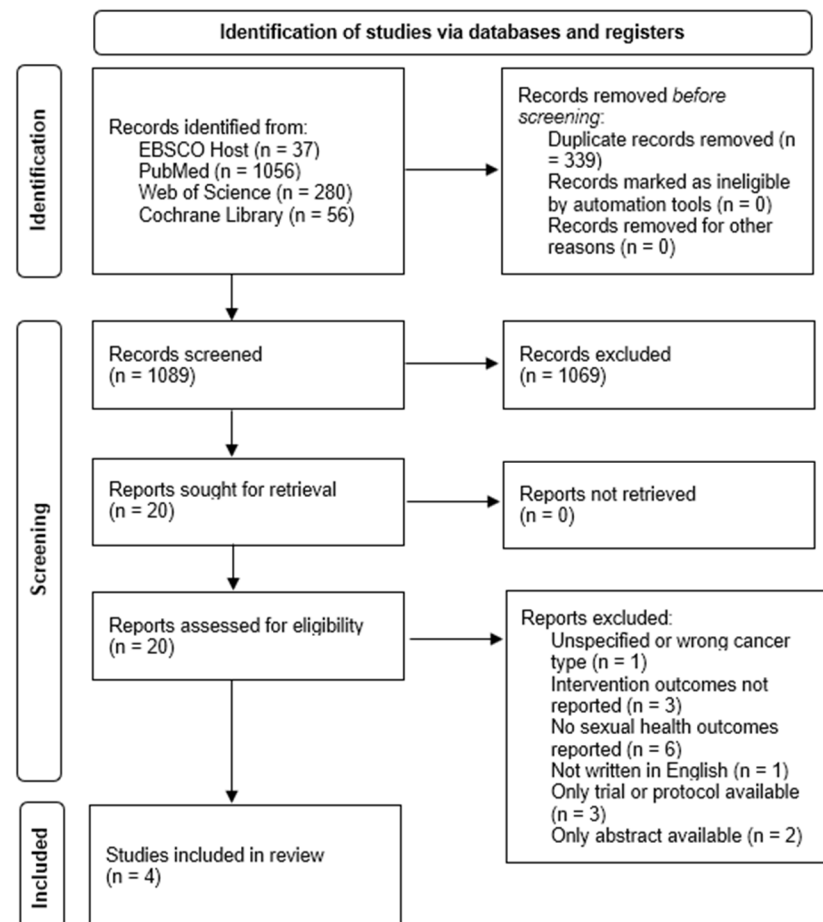 Identification of studies via databases and registers
Identification
Records identified from:
EBSCO Host (n = 37)
PubMed (n = 1056)
Web of Science (n = 280)
Cochrane Library (n = 56)
Records removed before
screening:
Duplicate records removed (n
= 339)
Records marked as ineligible
by automation tools (n = 0)
Records removed for other
reasons (n = 0)
Screening
Records screened
(n = 1089)
Records excluded
(n = 1069)
Reports sought for retrieval
(n = 20)
Reports not retrieved
(n = 0)
Reports assessed for eligibility
(n = 20)
Reports excluded:
Unspecified or wrong cancer
type (n = 1)
Intervention outcomes not
reported (n = 3)
No sexual health outcomes
reported (n = 6)
Not written in English (n = 1)
Only trial or protocol available
(n = 3)
Only abstract available (n = 2)
Included
Studies included in review
(n = 4)